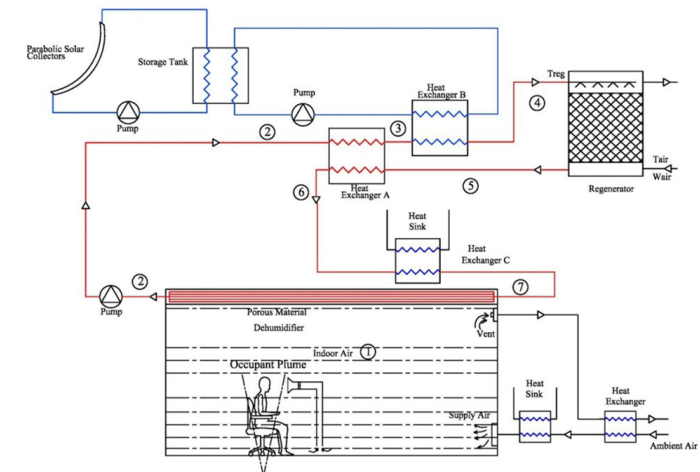 Parabolic Solar
Collectors
Storage Tank
Pump
Pump
Heat
Exchanger B
Treg
4
2
3
Heat
Exchanger A
6
5
Tair
Wair
Regenerator
Heat
Sink
Heat
Exchanger C
2
7
Pump
Porous Material
Dehumidifier
Vent
Indoor Air 1
Occupant Plume
Supply Air
Heat
Sink
Heat
Exchanger
Ambient Air